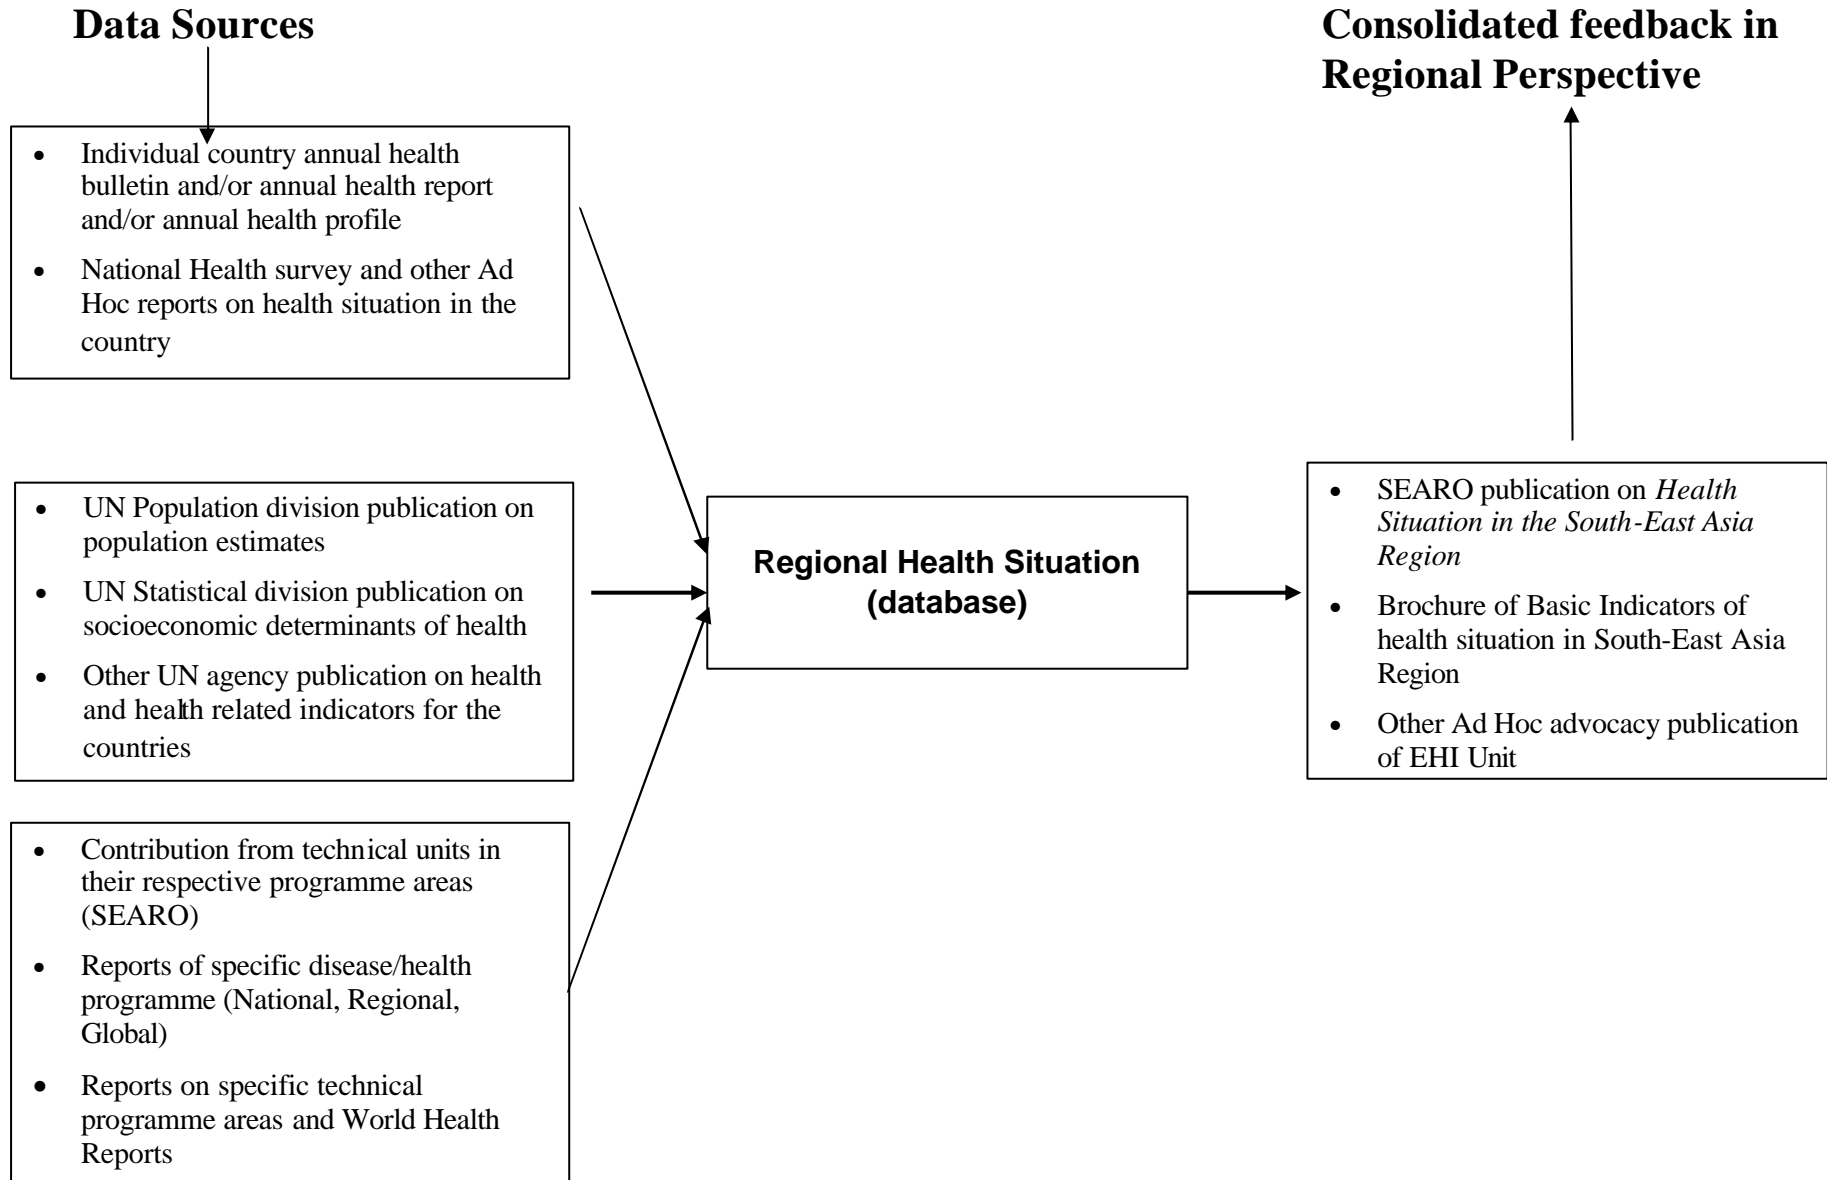 Data Sources
Consolidated feedback in
Regional Perspective
• Individual country annual health
bulletin and/or annual health report
and/or annual health profile
• National Health survey and other Ad
Hoc reports on health situation in the
country
• UN Population division publication on
population estimates
• UN Statistical division publication on
socioeconomic determinants of health
• Other UN agency publication on health
and health related indicators for the
countries
• Contribution from technical units in
their respective programme areas
(SEARO)
• Reports of specific disease/health
programme (National, Regional,
Global)
• Reports on specific technical
programme areas and World Health
Reports
Regional Health Situation
(database)
• SEARO publication on Health
Situation in the South-East Asia
Region
• Brochure of Basic Indicators of
health situation in South-East Asia
Region
• Other Ad Hoc advocacy publication
of EHI Unit